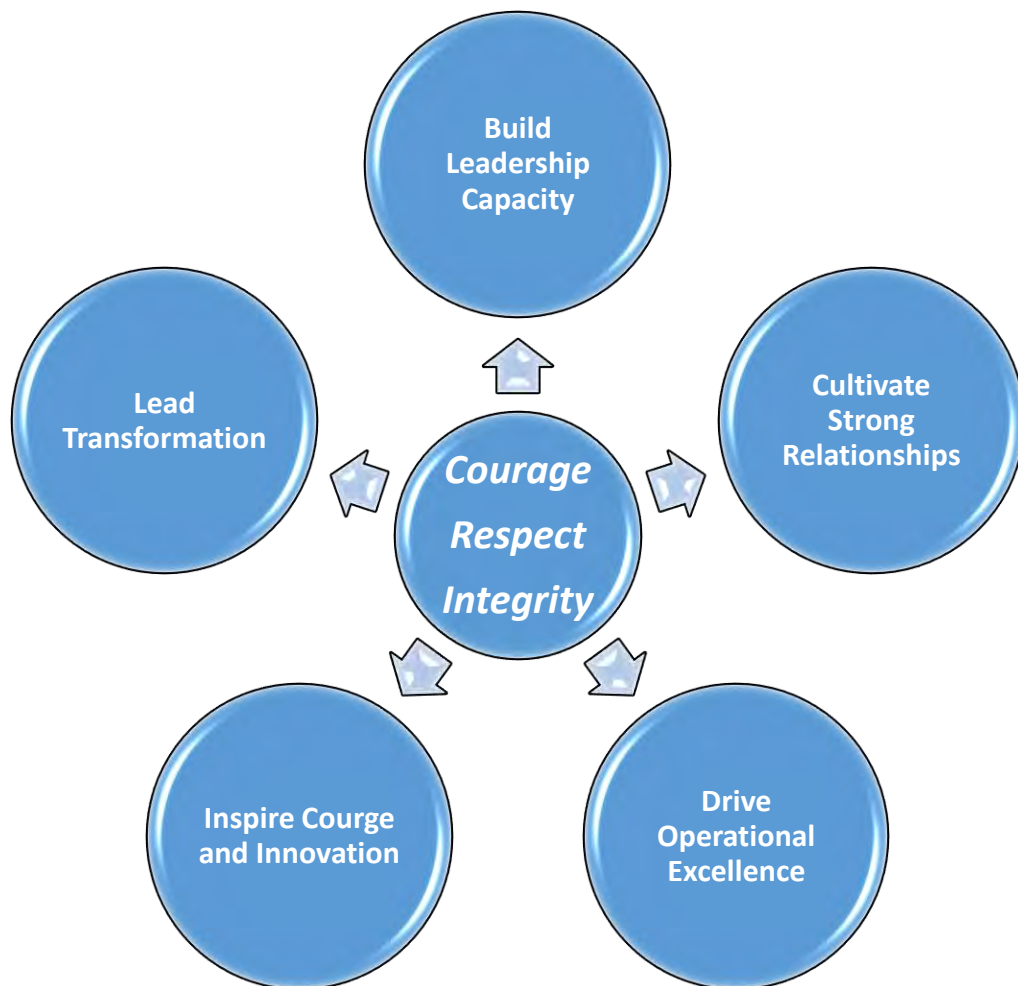 Build
Leadership
Capacity
Lead
Transformation
Cultivate
Strong
Relationships
Courage
Respect
Integrity
Inspire Courge
and Innovation
Drive
Operational
Excellence